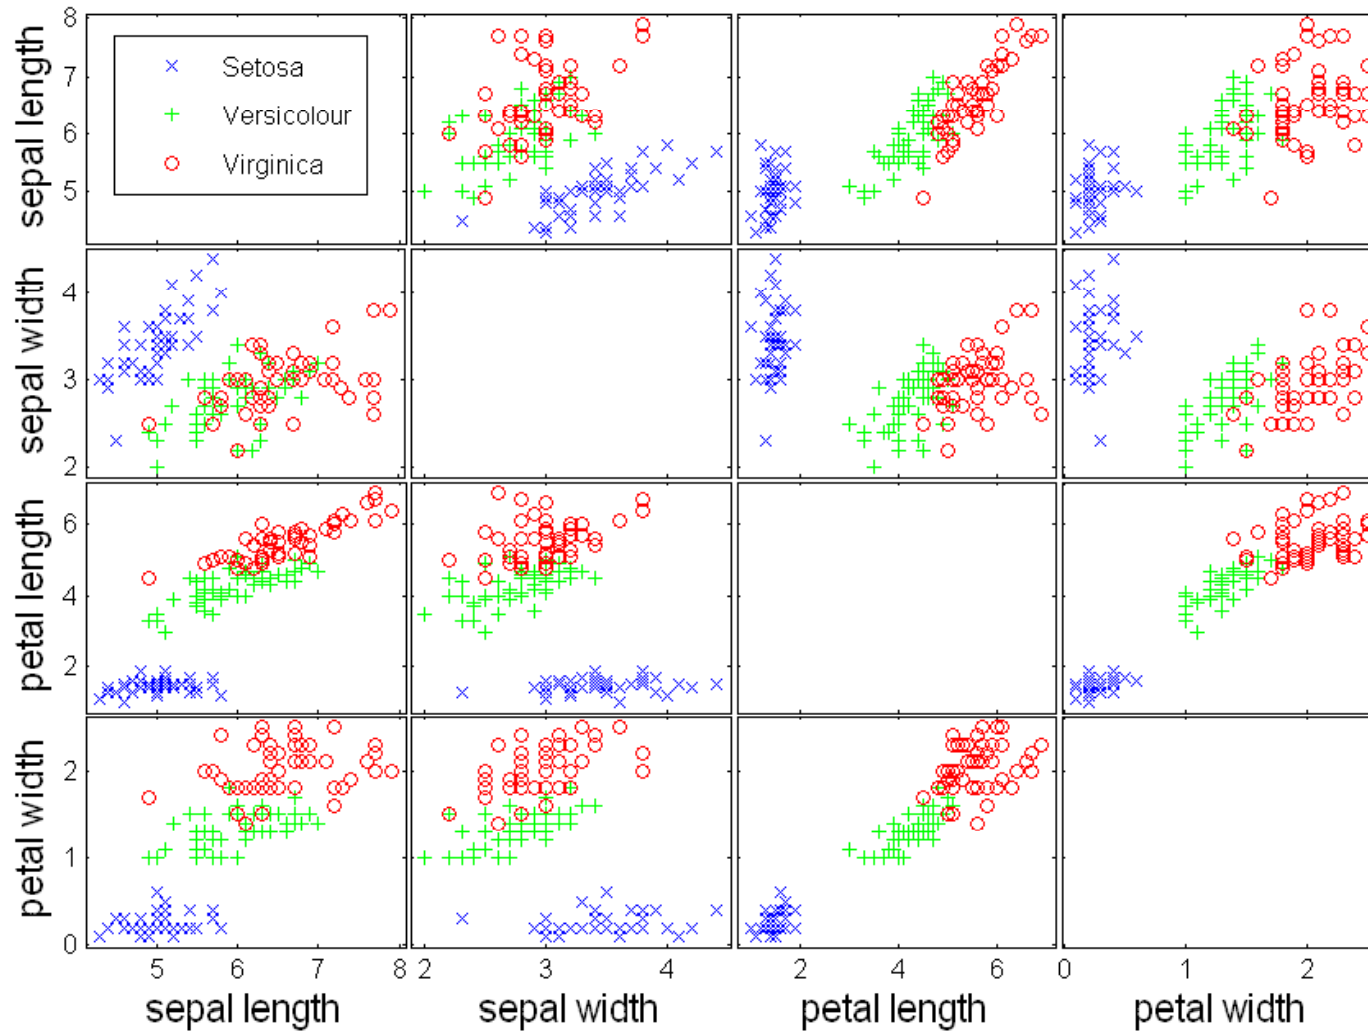 sepal length
8
7
6
5
Setosa
Versicolour
Virginica
sepal width
4
3
2
petal length
6
4
2
petal width
2
1
0
5 6 7 8 2 3 4 2 4 6 0 1 2
sepal length sepal width petal length petal width